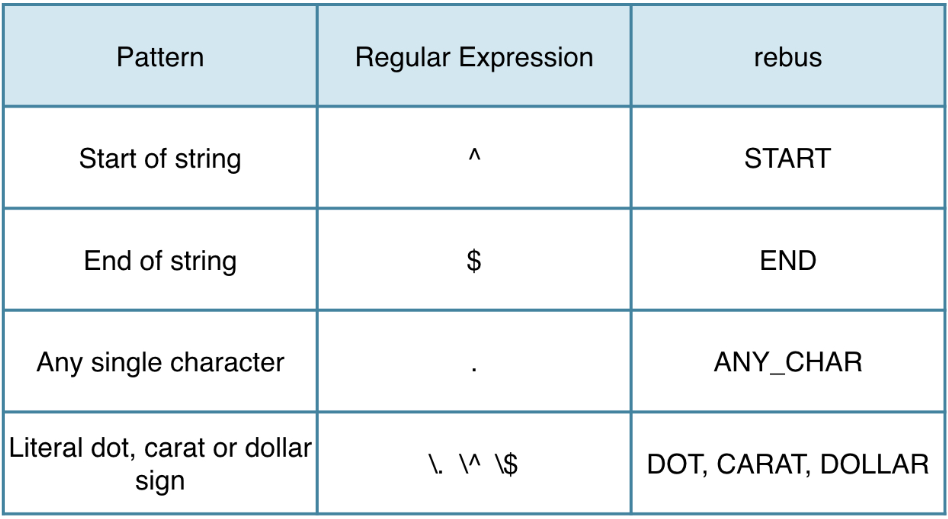 Pattern Regular Expression rebus
Start of string ^ START
End of string $ END
Any single character . ANY_CHAR
Literal dot, carat or dollar
sign \. \^ \$ DOT, CARAT, DOLLAR